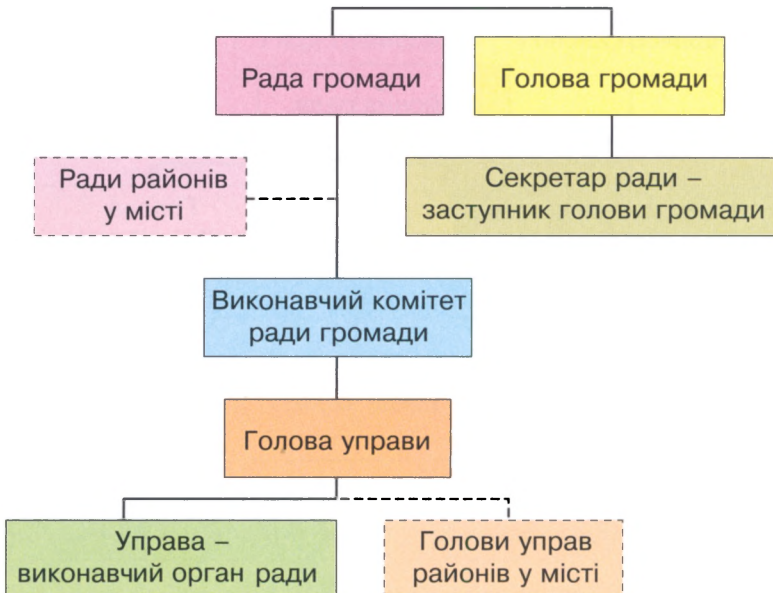 Рада громади
Голова громади
Ради районів
у місті
Секретар ради –
заступник голови громади
Виконавчий комітет
ради громади
Голова управи
Управа –
виконавчий орган ради
Голови управ
районів у місті